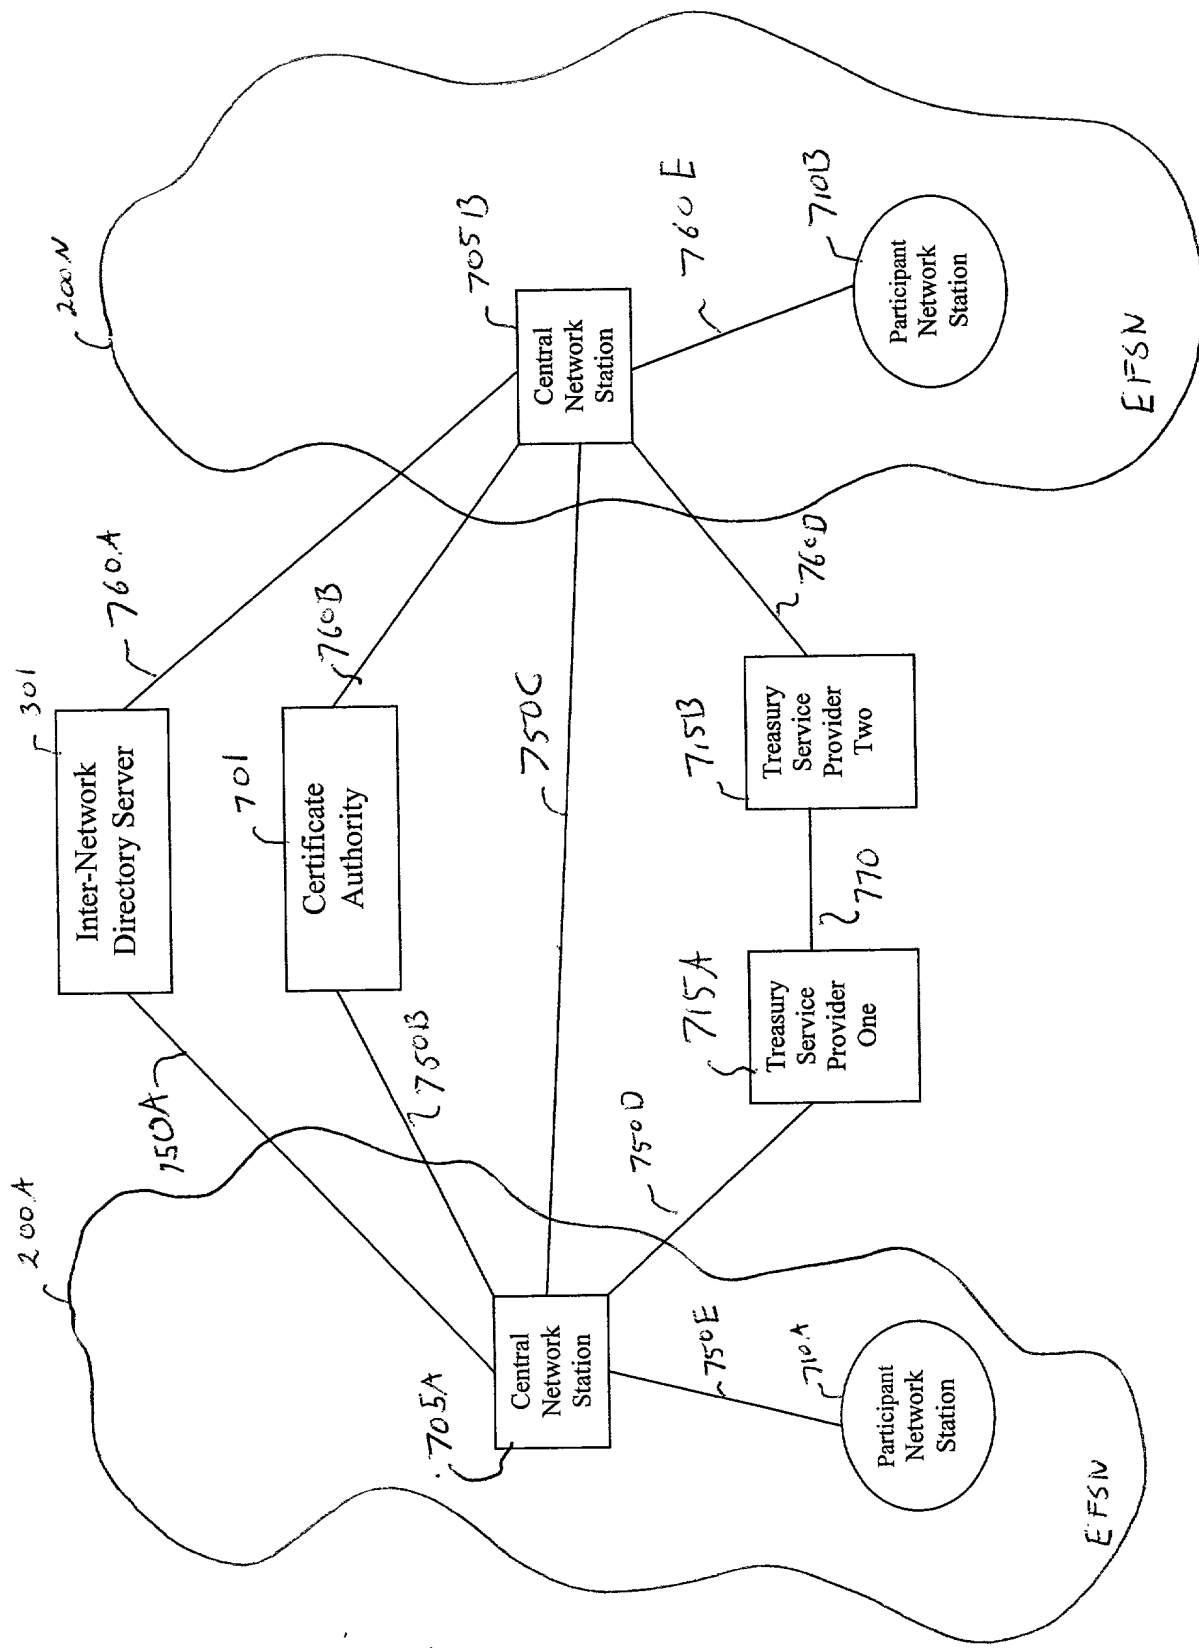 200A
200N
150A
301
Inter-Network
Directory Server
760A
750B
701
Certificate
Authority
760B
705A
Central
Network
Station
750C
705B
Central
Network
Station
750E
750D
760E
710A
Participant
Network
Station
715A
Treasury
Service
Provider
One
770
715B
Treasury
Service
Provider
Two
760D
710B
Participant
Network
Station
EFSN
EFSN